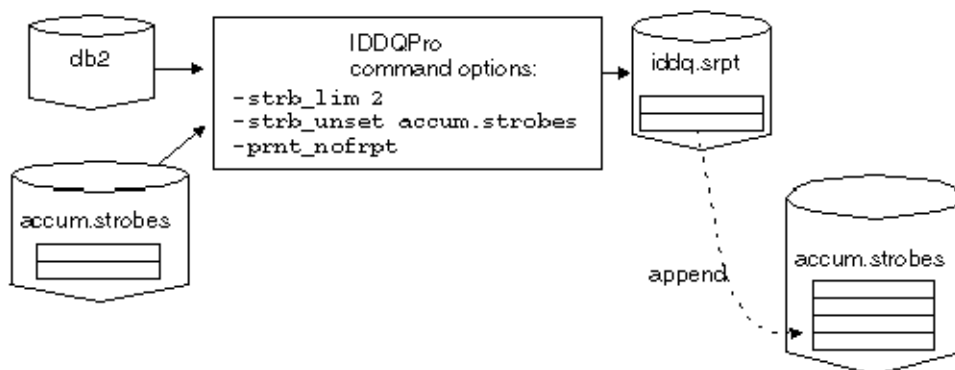 db2
IDDQPro
command options:
-strb_lim 2
-strb_unset accum.strobes
-prnt_nofrpt
iddq.srpt
accum.strobes
append
accum.strobes